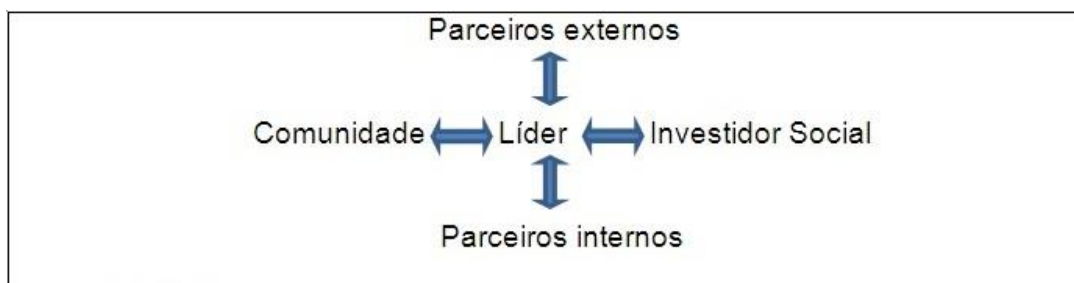 Parceiros externos
Comunidade Líder Investidor Social
Parceiros internos